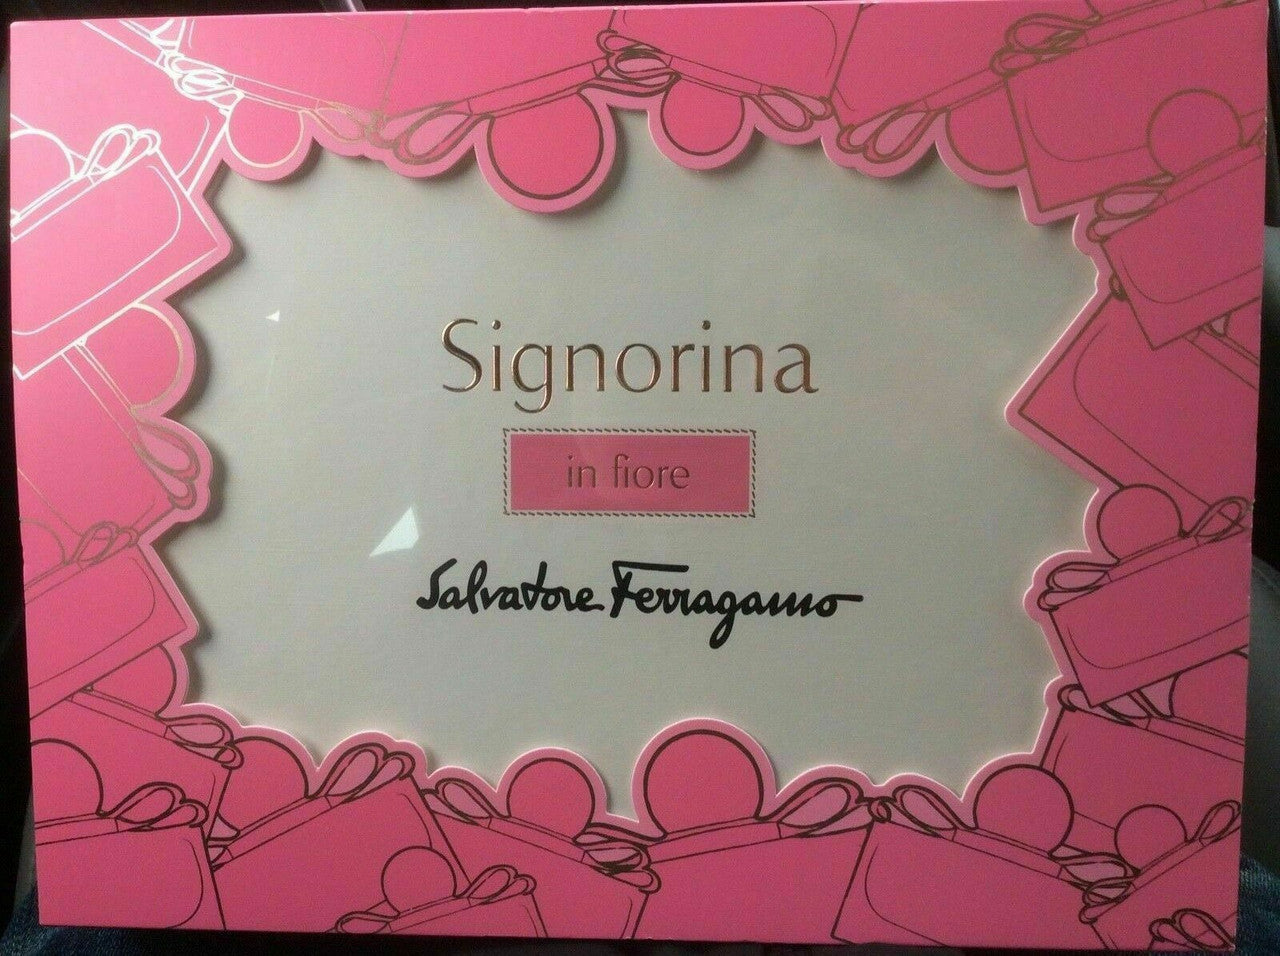 Signorina
in fiore
Salvatore Ferragamo